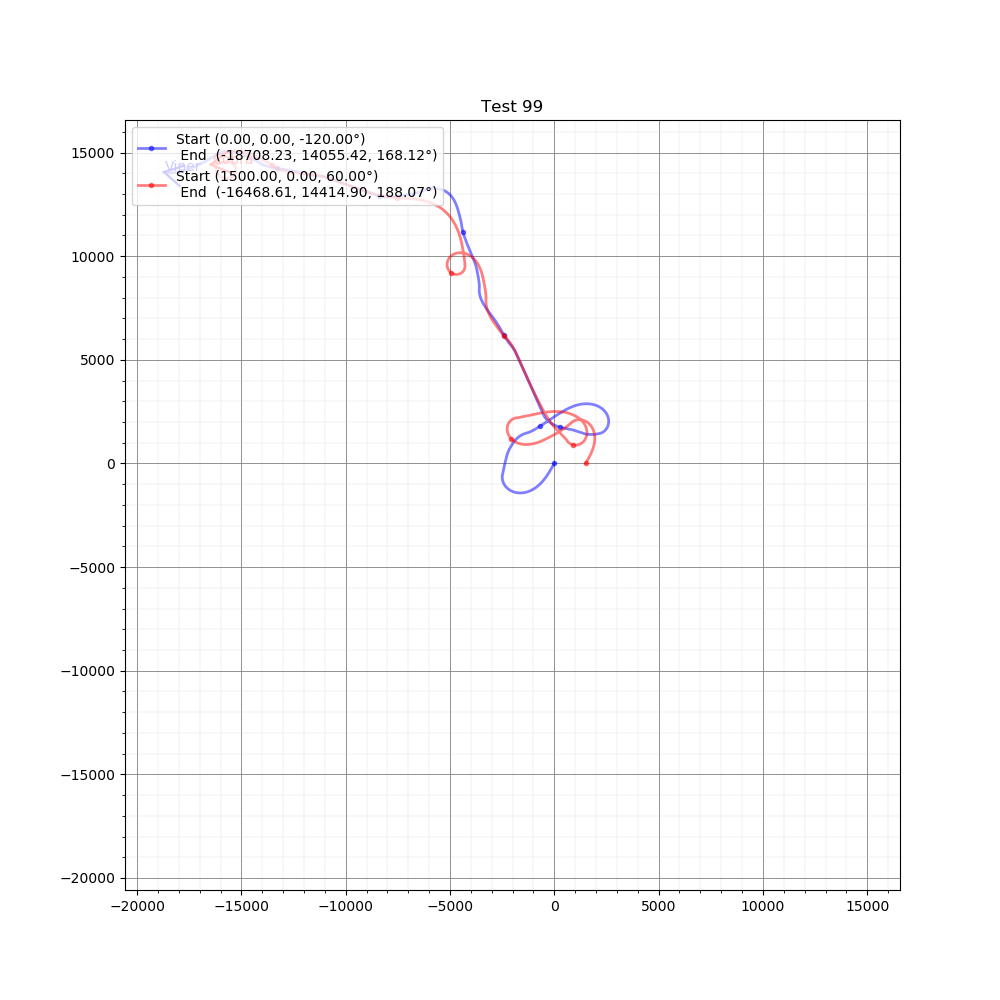 Test 99
Start (0.00, 0.00, -120.00°)
End (-18708.23, 14055.42, 168.12°)
Start (1500.00, 0.00, 60.00°)
End (-16468.61, 14414.90, 188.07°)
Viper
15000
10000
5000
0
−5000
−10000
−15000
−20000
−20000 −15000 −10000 −5000 0 5000 10000 15000